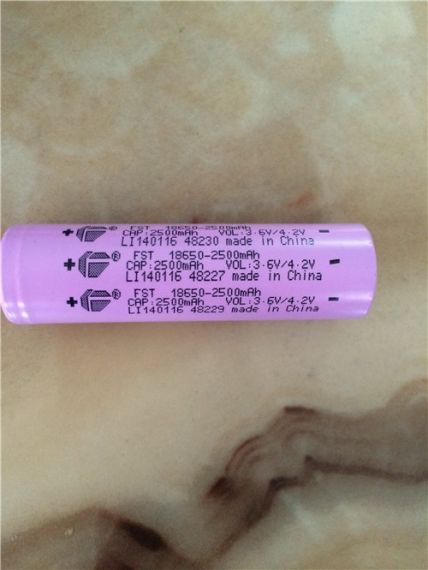 + ® FST 18650-2500mAh -
CAP:2500mAh VOL:3.6V/4.2V
LI140116 48230 made in China
+ ® FST 18650-2500mAh -
CAP:2500mAh VOL:3.6V/4.2V
LI140116 48227 made in China
+ ® FST 18650-2500mAh -
CAP:2500mAh VOL:3.6V/4.2V
LI140116 48229 made in China